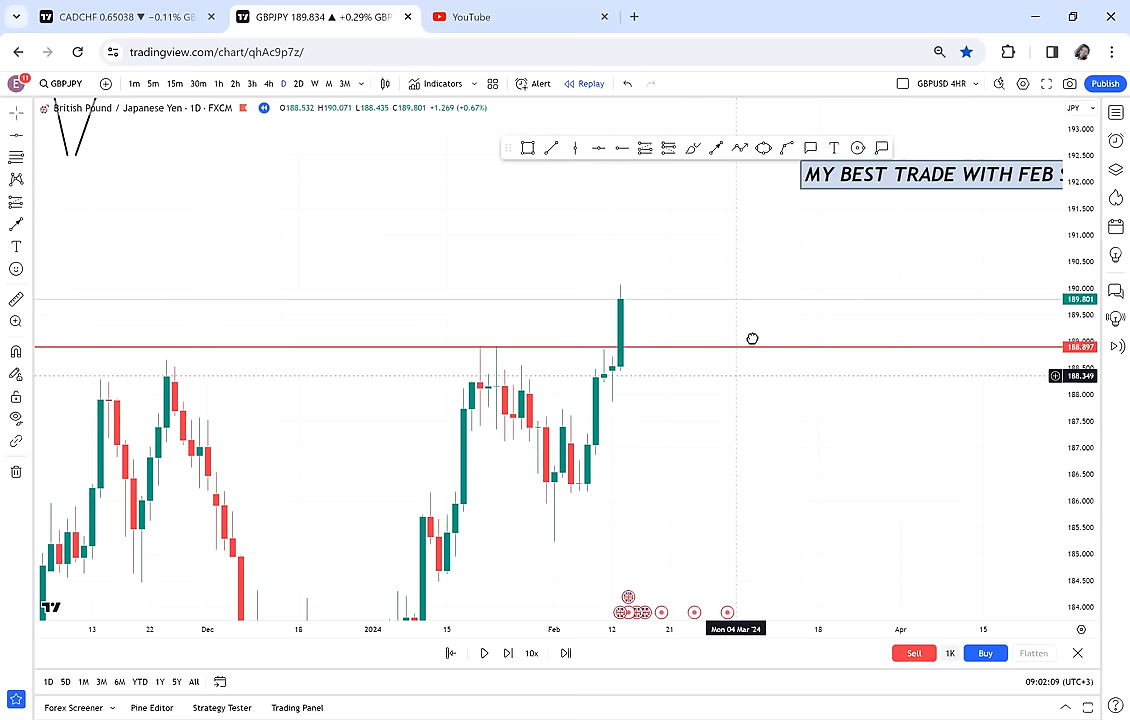 CADCHF 0.65038 ▼ −0.11% GB
GBPJPY 189.834 ▲ +0.29% GBP
YouTube
tradingview.com/chart/qhAc9p7z/
E
11
GBPJPY
1m 5m 15m 30m 1h 2h 3h 4h D 2D W M 3M
Indicators
Alert
Replay
GBPUSD 4HR
Publish
British Pound / Japanese Yen · 1D · FXCM
O188.532 H190.071 L188.435 C189.801 +1.269 (+0.67%)
JPY
MY BEST TRADE WITH FEB
193.000
192.500
192.000
191.500
191.000
190.500
190.000
189.801
189.500
188.897
188.349
188.000
187.500
187.000
186.500
186.000
185.500
185.000
184.500
184.000
13 22 Dec 18 2024 15 Feb 12 21 Mon 04 Mar '24 18 Apr 15
10x
Sell 1K Buy Flatten
1D 5D 1M 3M 6M YTD 1Y 5Y All
09:02:09 (UTC+3)
Forex Screener Pine Editor Strategy Tester Trading Panel